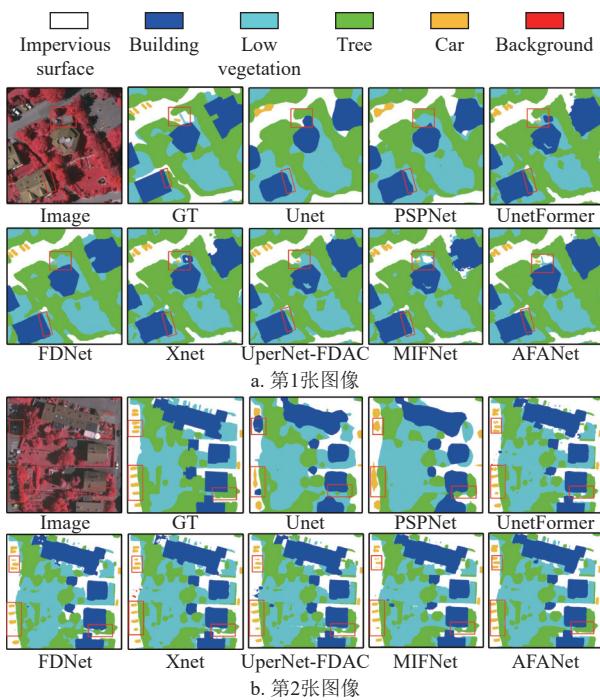 Impervious surface
Building
Low vegetation
Tree
Car
Background
Image GT Unet PSPNet UnetFormer
FDNet Xnet UperNet-FDAC MIFNet AFANet
a. 第1张图像
Image GT Unet PSPNet UnetFormer
FDNet Xnet UperNet-FDAC MIFNet AFANet
b. 第2张图像